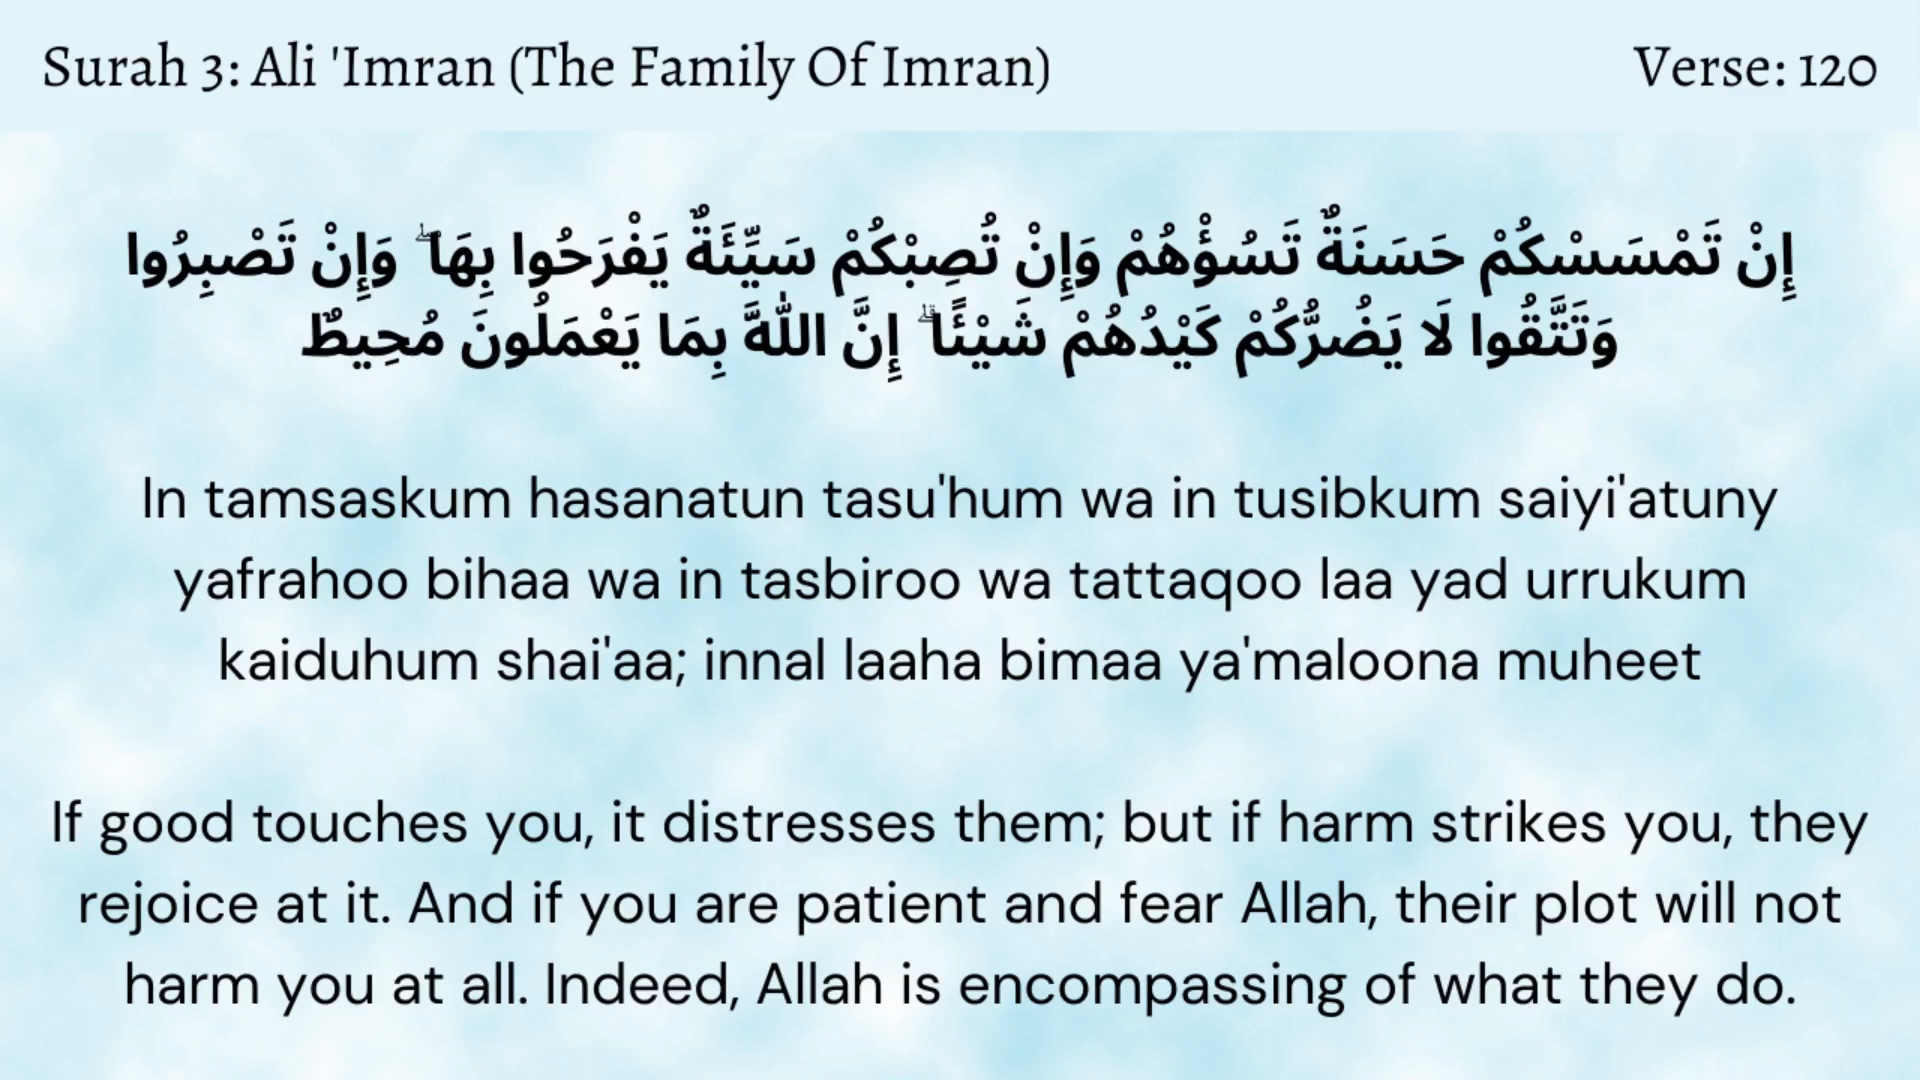 Surah 3: Ali 'Imran (The Family Of Imran)
Verse: 120
إِنْ تَمْسَسْكُمْ حَسَنَةٌ تَسُؤْهُمْ وَإِنْ تُصِبْكُمْ سَيِّئَةٌ يَفْرَحُوا بِهَا ۖ وَإِنْ تَصْبِرُوا
وَتَتَّقُوا لَا يَضُرُّكُمْ كَيْدُهُمْ شَيْئًا ۗ إِنَّ اللَّهَ بِمَا يَعْمَلُونَ مُحِيطٌ
In tamsaskum hasanatun tasu'hum wa in tusibkum saiyi'atuny
yafrahoo bihaa wa in tasbiroo wa tattaqoo laa yad urrukum
kaiduhum shai'aa; innal laaha bimaa ya'maloona muheet
If good touches you, it distresses them; but if harm strikes you, they
rejoice at it. And if you are patient and fear Allah, their plot will not
harm you at all. Indeed, Allah is encompassing of what they do.